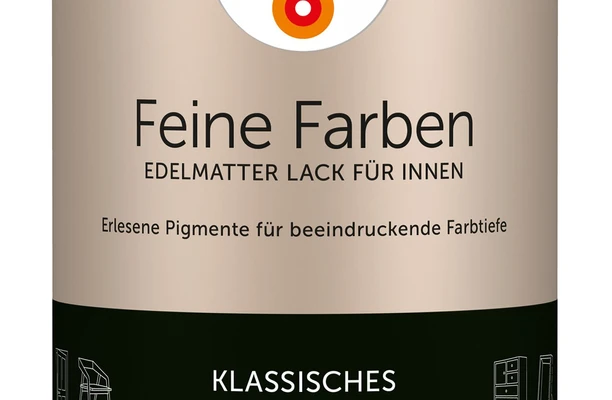 Feine Farben
EDELMATTER LACK FÜR INNEN
Erlesene Pigmente für beeindruckende Farbtiefe
KLASSISCHES